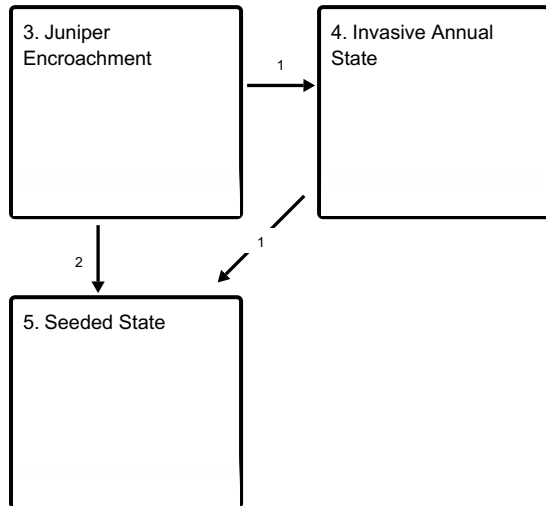 3. Juniper
Encroachment
4. Invasive Annual
State
1
1
2
5. Seeded State